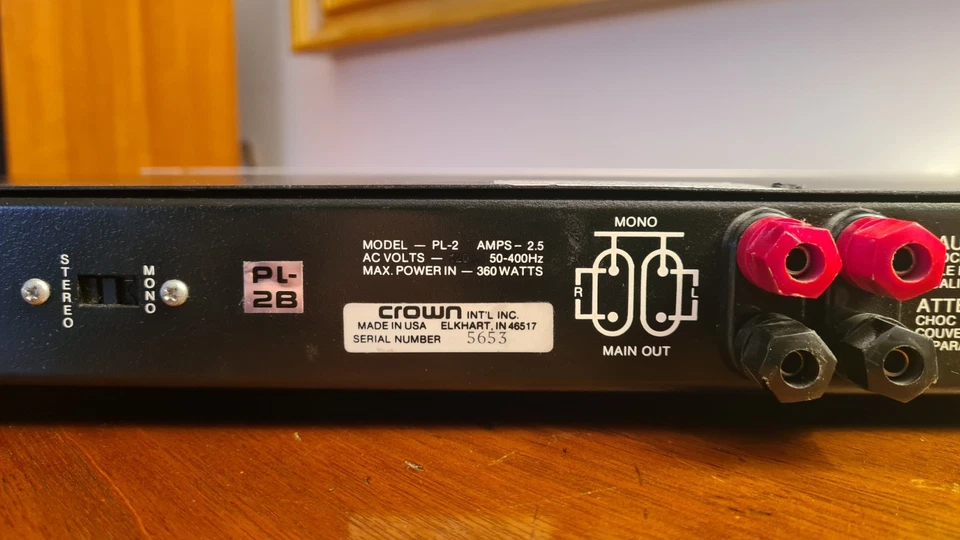 STEREO
MONO
PL-
2B
MODEL — PL-2 AMPS - 2.5
AC VOLTS — 120 50-400Hz
MAX. POWER IN — 360 WATTS
crown INT'L INC.
MADE IN USA ELKHART, IN 46517
SERIAL NUMBER 5653
MONO
R
L
MAIN OUT
ATTE
CHOC
COUVE